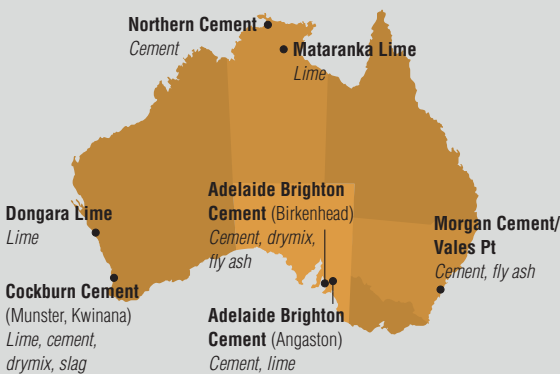 Northern Cement
Cement
Mataranka Lime
Lime
Adelaide Brighton
Cement (Birkenhead)
Cement, drymix,
fly ash
Dongara Lime
Lime
Morgan Cement/
Vales Pt
Cement, fly ash
Cockburn Cement
(Munster, Kwinana)
Lime, cement,
drymix, slag
Adelaide Brighton
Cement (Angaston)
Cement, lime